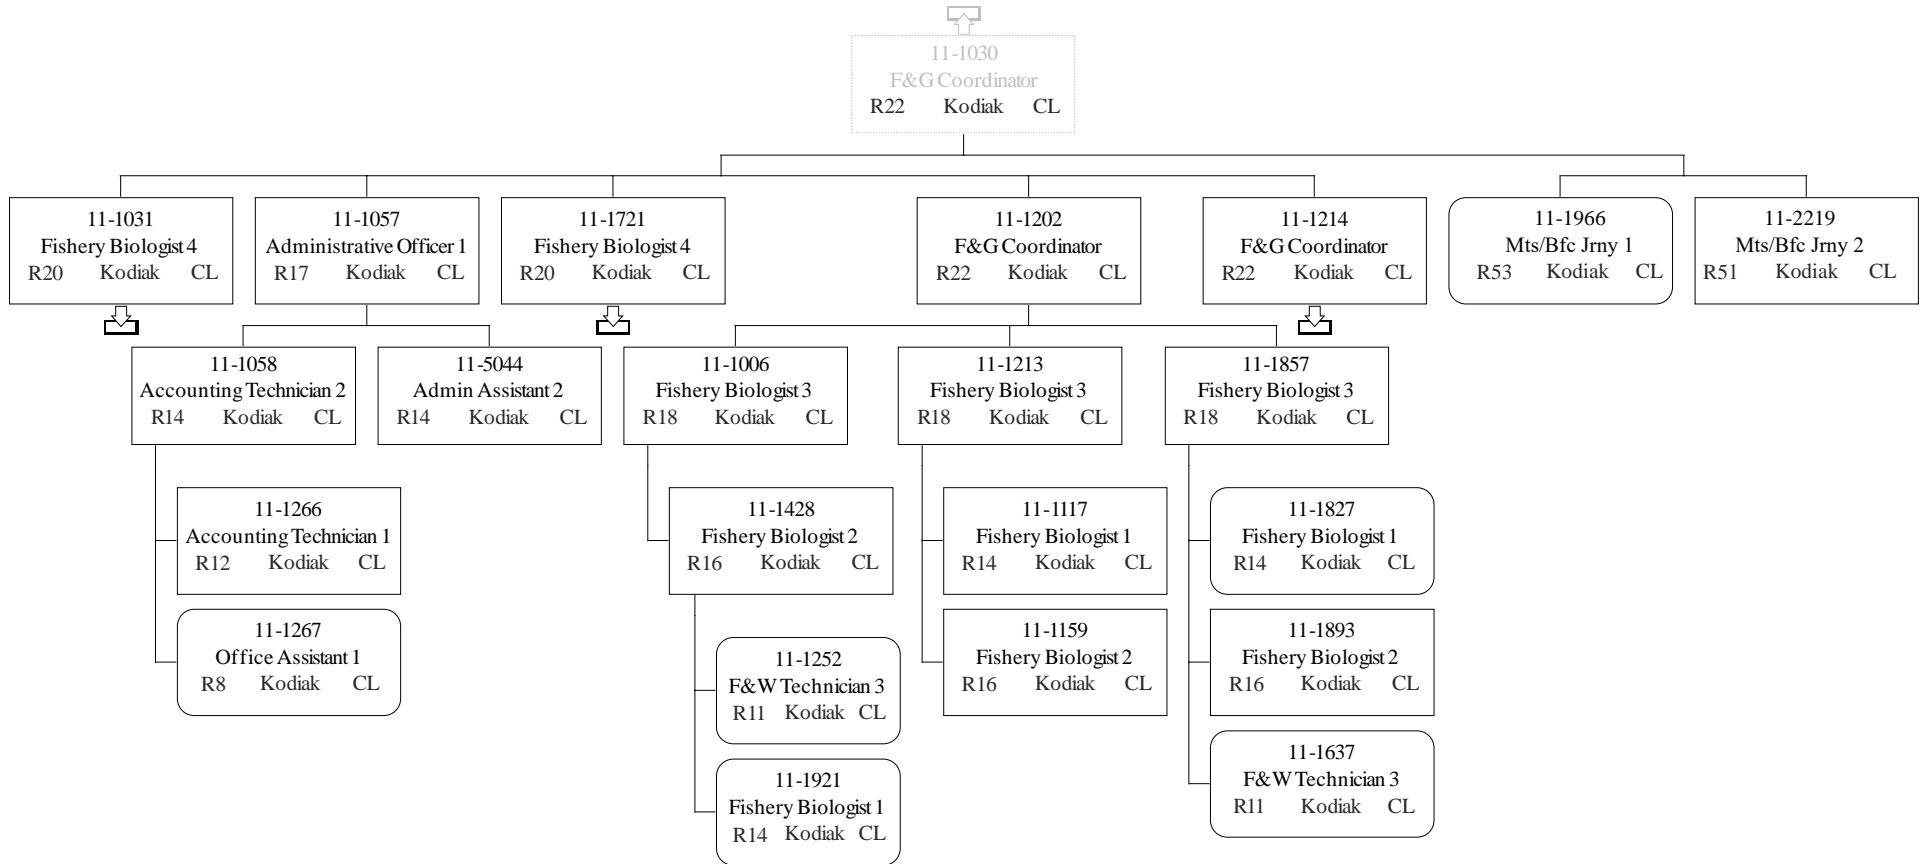 11-1030
F&G Coordinator
R22 Kodiak CL
11-1031
Fishery Biologist 4
R20 Kodiak CL
11-1057
Administrative Officer 1
R17 Kodiak CL
11-1721
Fishery Biologist 4
R20 Kodiak CL
11-1202
F&G Coordinator
R22 Kodiak CL
11-1214
F&G Coordinator
R22 Kodiak CL
11-1966
Mts/Bfc Jrny 1
R53 Kodiak CL
11-2219
Mts/Bfc Jrny 2
R51 Kodiak CL
11-1058
Accounting Technician 2
R14 Kodiak CL
11-5044
Admin Assistant 2
R14 Kodiak CL
11-1006
Fishery Biologist 3
R18 Kodiak CL
11-1213
Fishery Biologist 3
R18 Kodiak CL
11-1857
Fishery Biologist 3
R18 Kodiak CL
11-1266
Accounting Technician 1
R12 Kodiak CL
11-1267
Office Assistant 1
R8 Kodiak CL
11-1428
Fishery Biologist 2
R16 Kodiak CL
11-1252
F&W Technician 3
R11 Kodiak CL
11-1921
Fishery Biologist 1
R14 Kodiak CL
11-1117
Fishery Biologist 1
R14 Kodiak CL
11-1159
Fishery Biologist 2
R16 Kodiak CL
11-1827
Fishery Biologist 1
R14 Kodiak CL
11-1893
Fishery Biologist 2
R16 Kodiak CL
11-1637
F&W Technician 3
R11 Kodiak CL